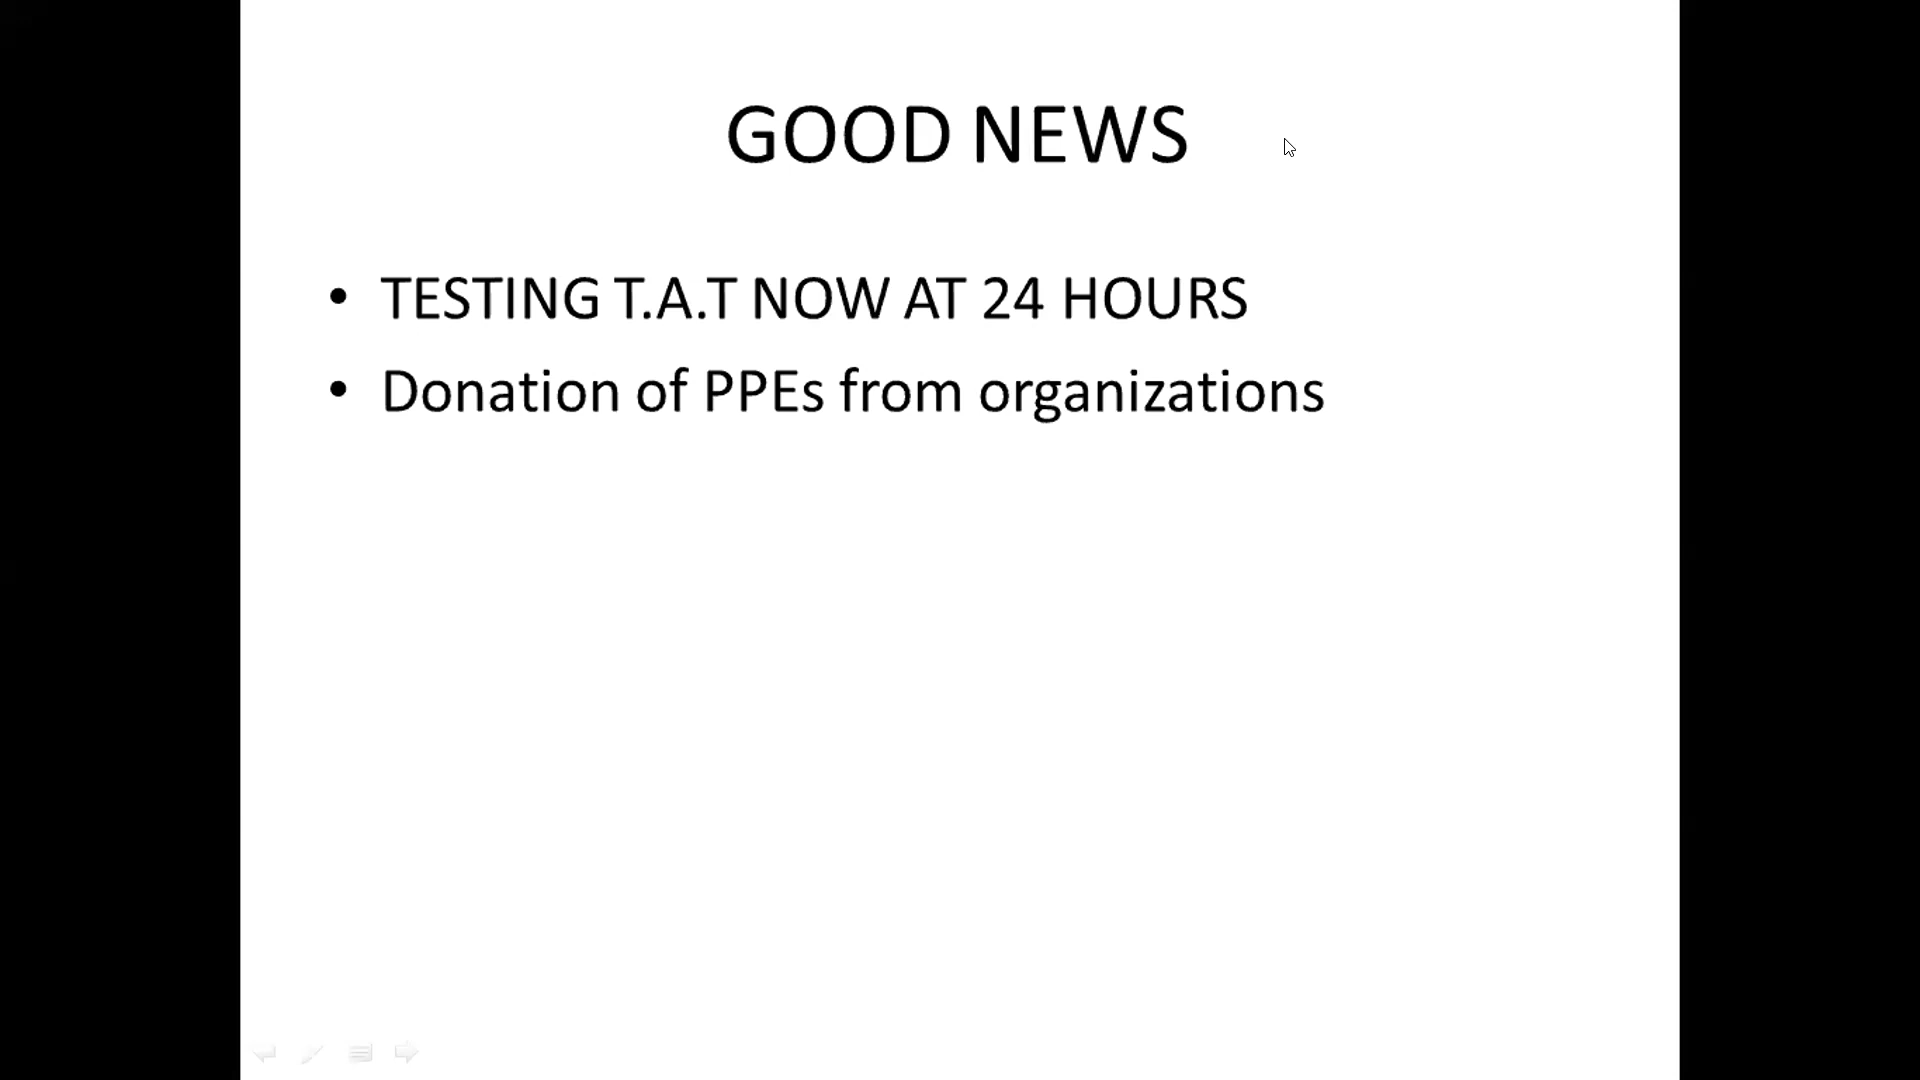 GOOD NEWS
• TESTING T.A.T NOW AT 24 HOURS
• Donation of PPEs from organizations